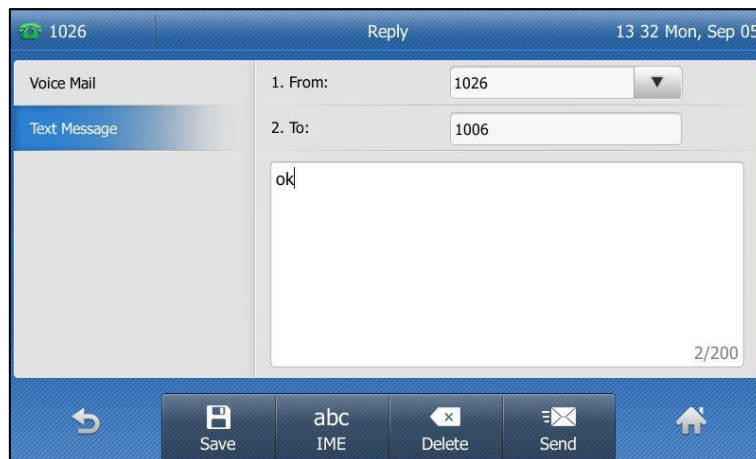 1026 Reply 13 32 Mon, Sep 05
Voice Mail 1. From: 1026
Text Message 2. To: 1006
ok
2/200
Save abc IME Delete Send